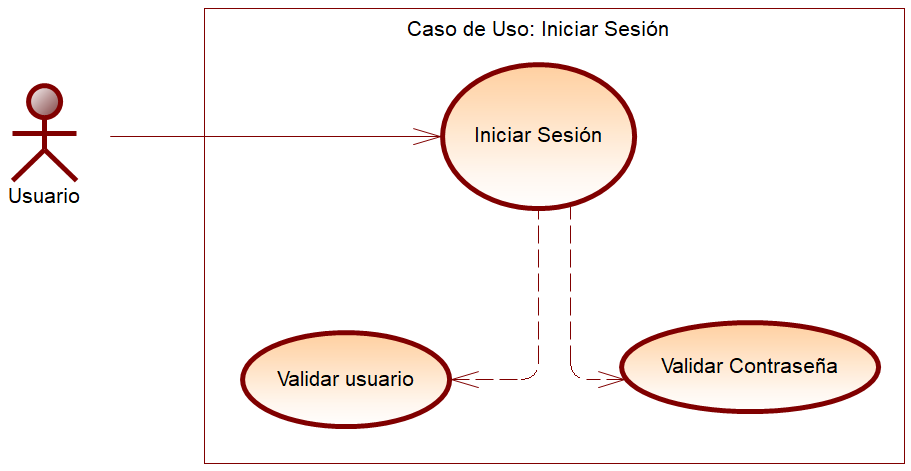 Caso de Uso: Iniciar Sesión
Iniciar Sesión
Usuario
Validar usuario
Validar Contraseña